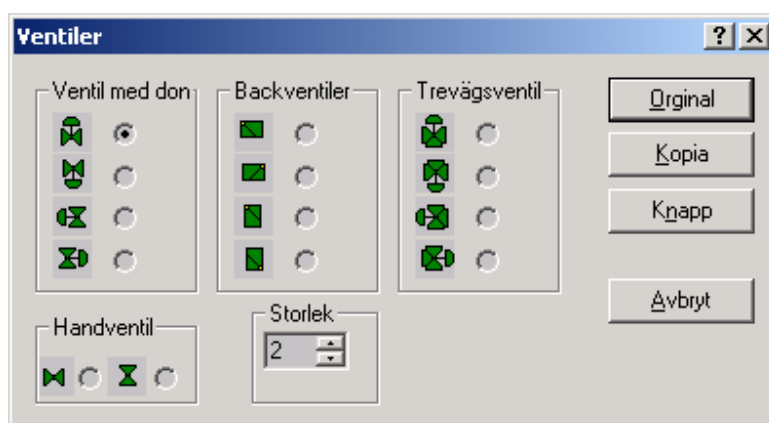 Ventiler
Ventil med don
Backventiler
Trevägsventil
Orginal
Kopia
Knapp
Avbryt
Handventil
Storlek
2